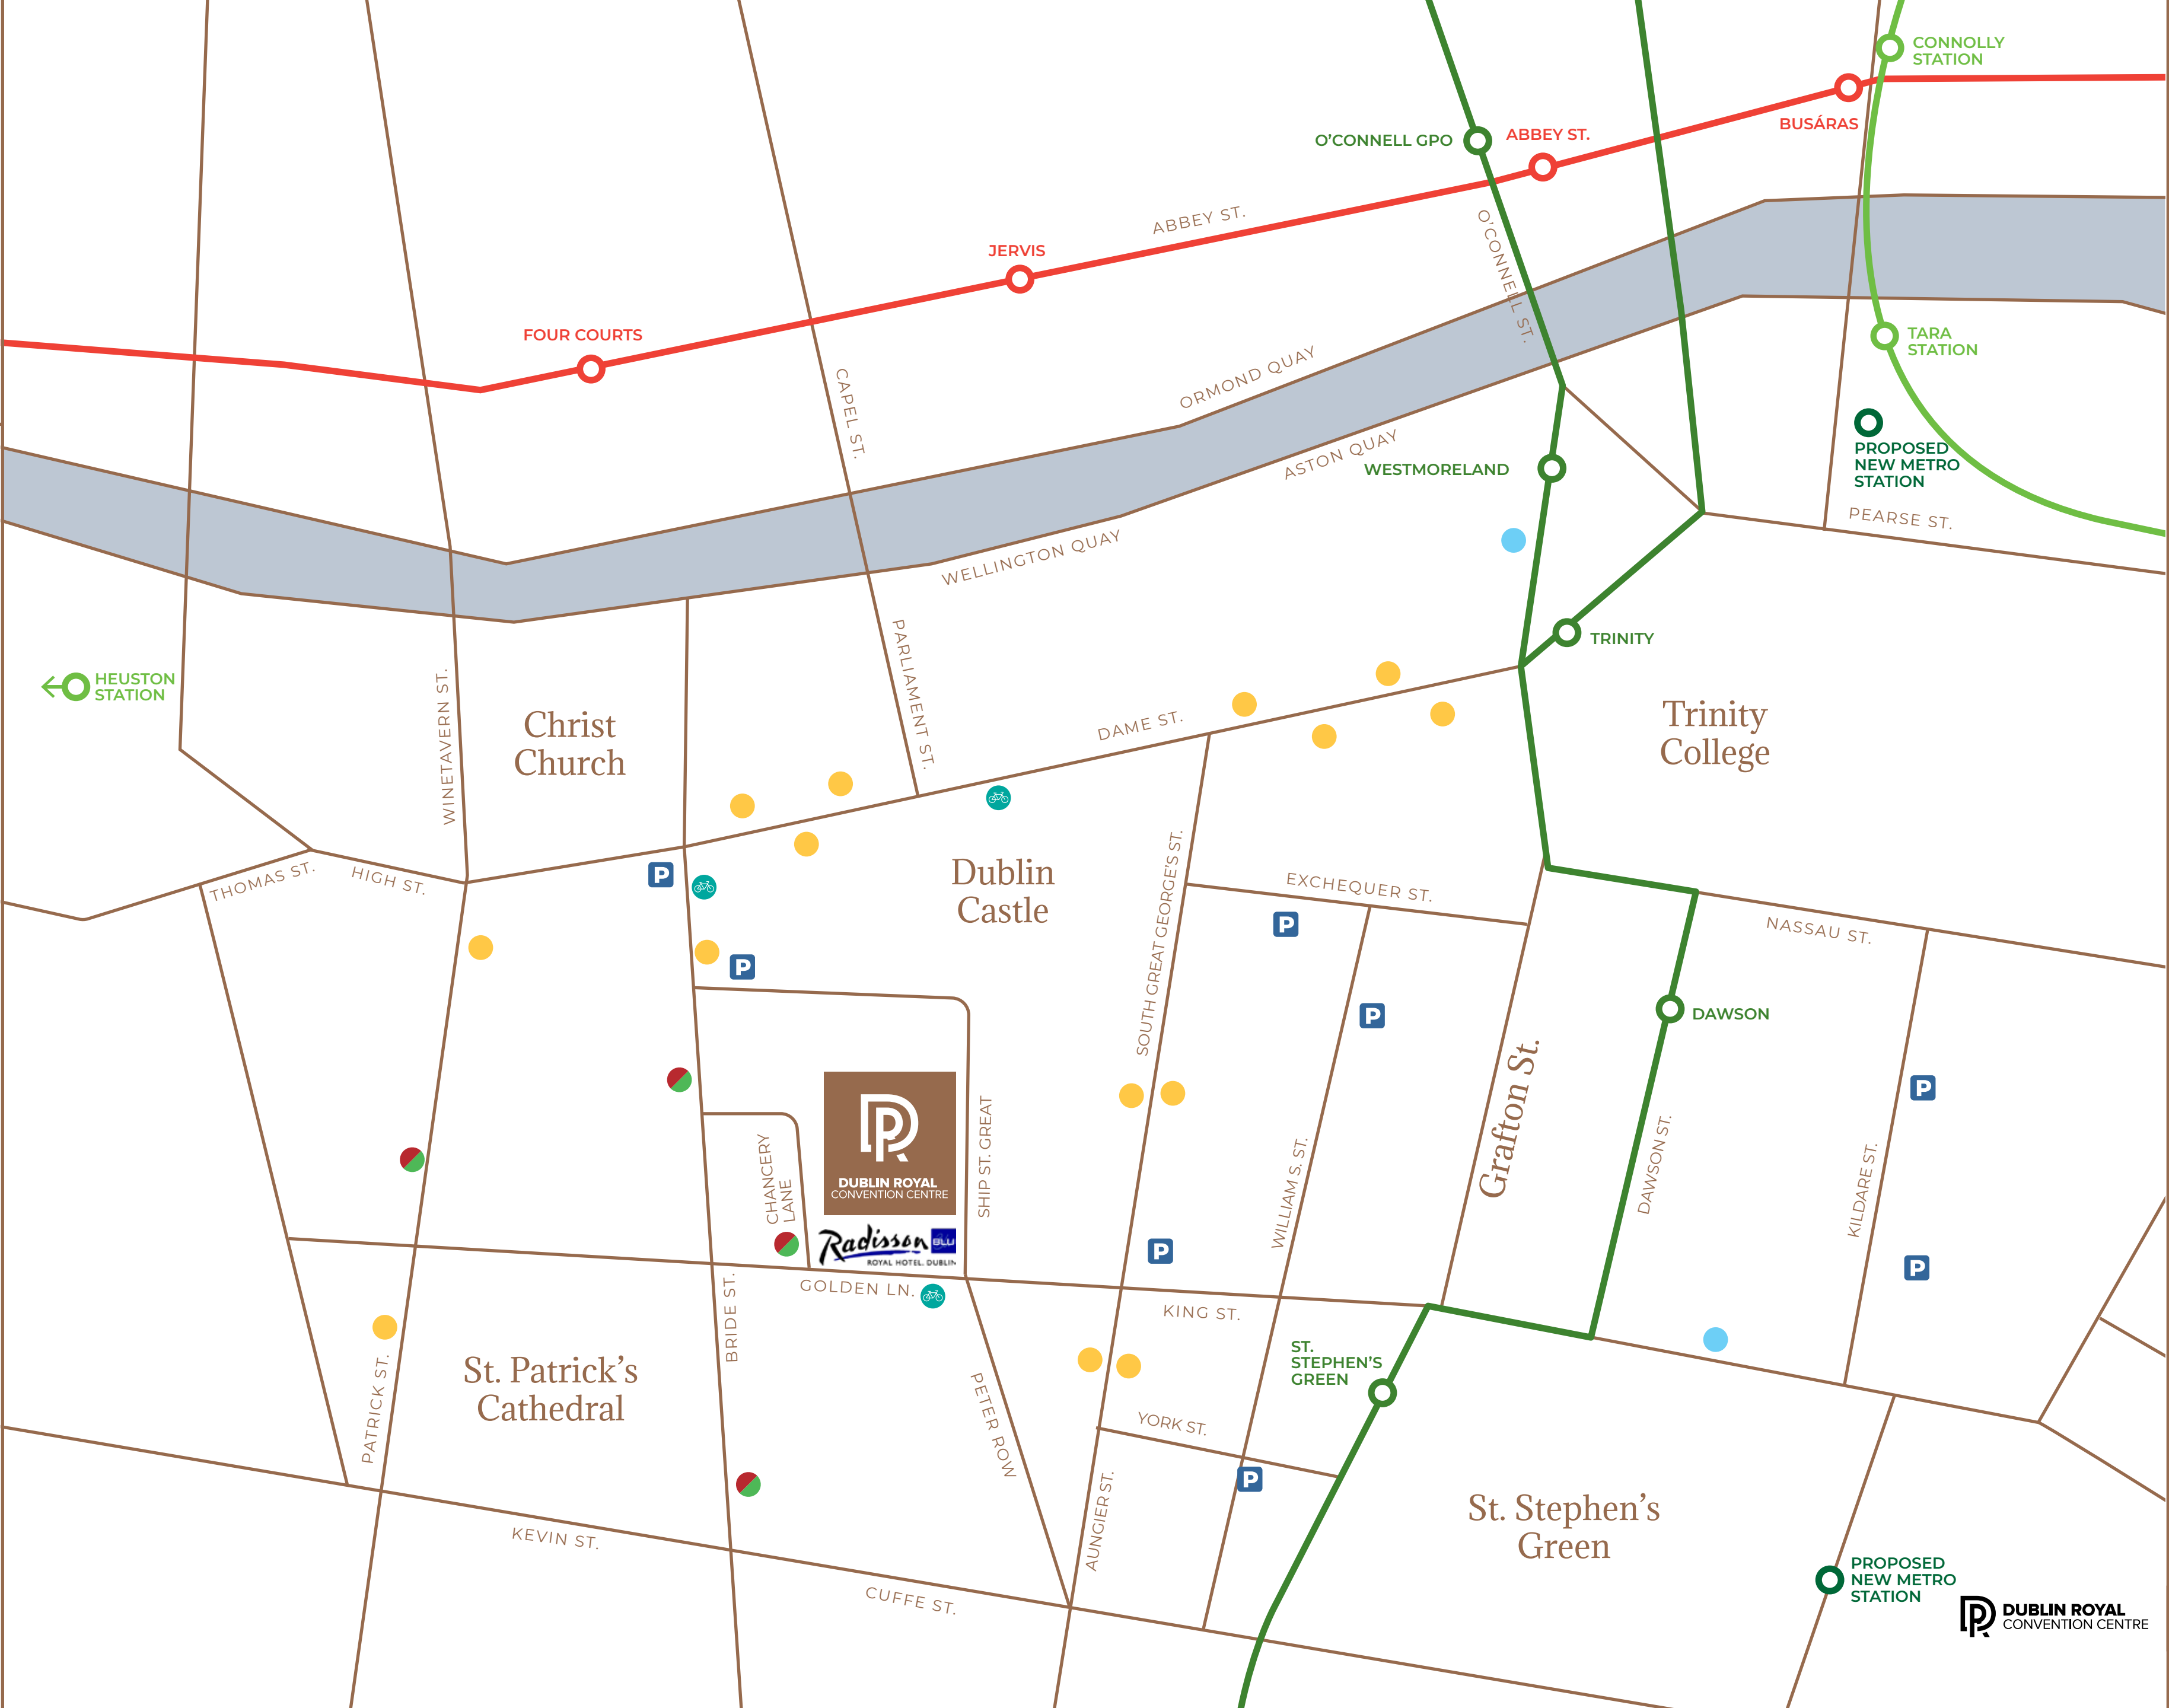 CONNOLLY
STATION
BUSÁRAS
O'CONNELL GPO
ABBEY ST.
ABBEY ST.
O'CONNELL ST.
JERVIS
FOUR COURTS
CAPEL ST.
ORMOND QUAY
ASTON QUAY
WESTMORELAND
TARA
STATION
PROPOSED
NEW METRO
STATION
PEARSE ST.
WELLINGTON QUAY
PARLIAMENT ST.
TRINITY
HEUSTON
STATION
WINETAVERN ST.
Christ
Church
DAME ST.
Trinity
College
THOMAS ST.
HIGH ST.
P
Dublin
Castle
SOUTH GREAT GEORGE'S ST.
EXCHEQUER ST.
P
NASSAU ST.
P
P
DAWSON
Grafton St.
P
DAWSON ST.
KILDARE ST.
WILLIAM S. ST.
CHANCERY
LANE
DUBLIN ROYAL
CONVENTION CENTRE
SHIP ST. GREAT
Radisson BLU
ROYAL HOTEL, DUBLIN
P
P
GOLDEN LN.
KING ST.
BRIDE ST.
ST.
STEPHEN'S
GREEN
PATRICK ST.
St. Patrick's
Cathedral
PETER ROW
YORK ST.
P
AUNGIER ST.
St. Stephen's
Green
KEVIN ST.
CUFFE ST.
PROPOSED
NEW METRO
STATION
DUBLIN ROYAL
CONVENTION CENTRE